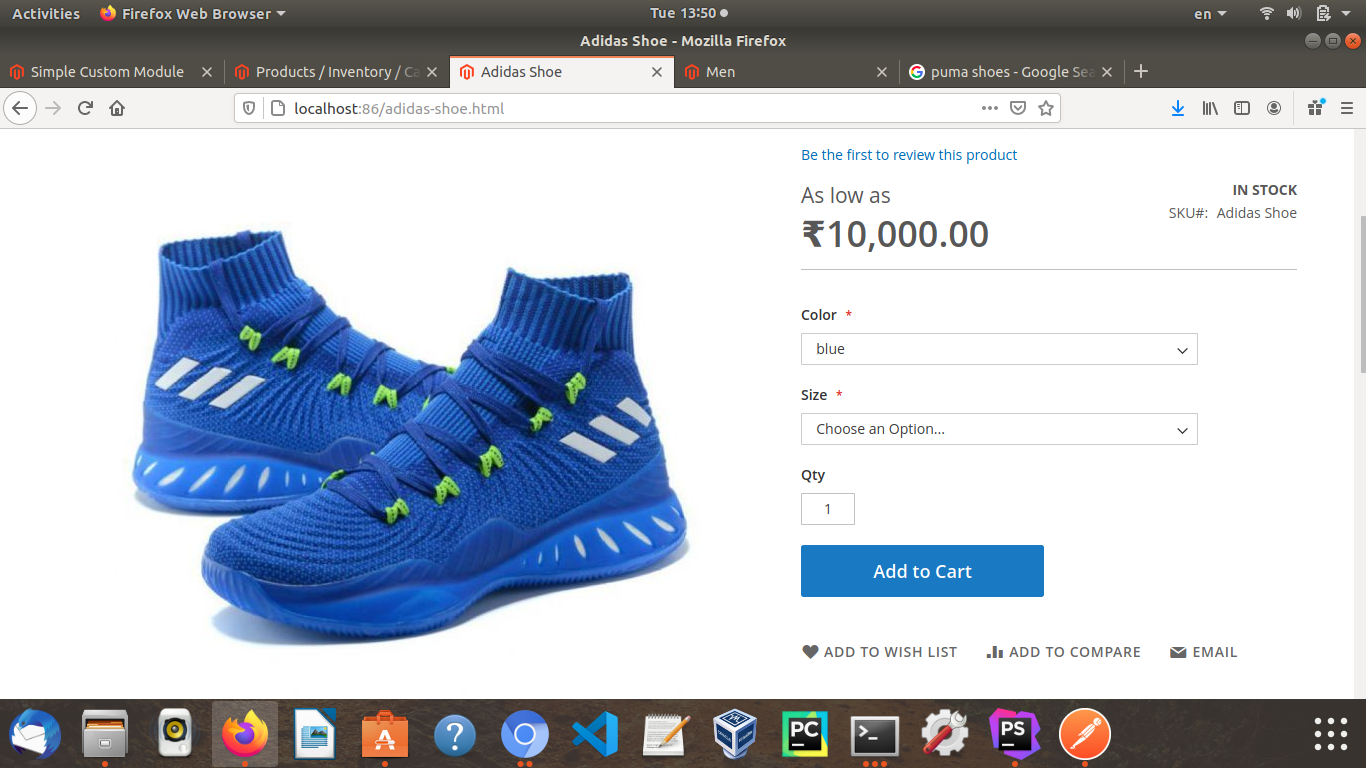 Activities Firefox Web Browser Tue 13:50 en
Adidas Shoe - Mozilla Firefox
Simple Custom Module Products / Inventory / Ca Adidas Shoe Men puma shoes - Google Sea
localhost:86/adidas-shoe.html
Be the first to review this product
As low as IN STOCK
SKU#: Adidas Shoe
₹10,000.00
Color *
blue
Size *
Choose an Option...
Qty
1
Add to Cart
ADD TO WISH LIST ADD TO COMPARE EMAIL
A ? PC >_ PS